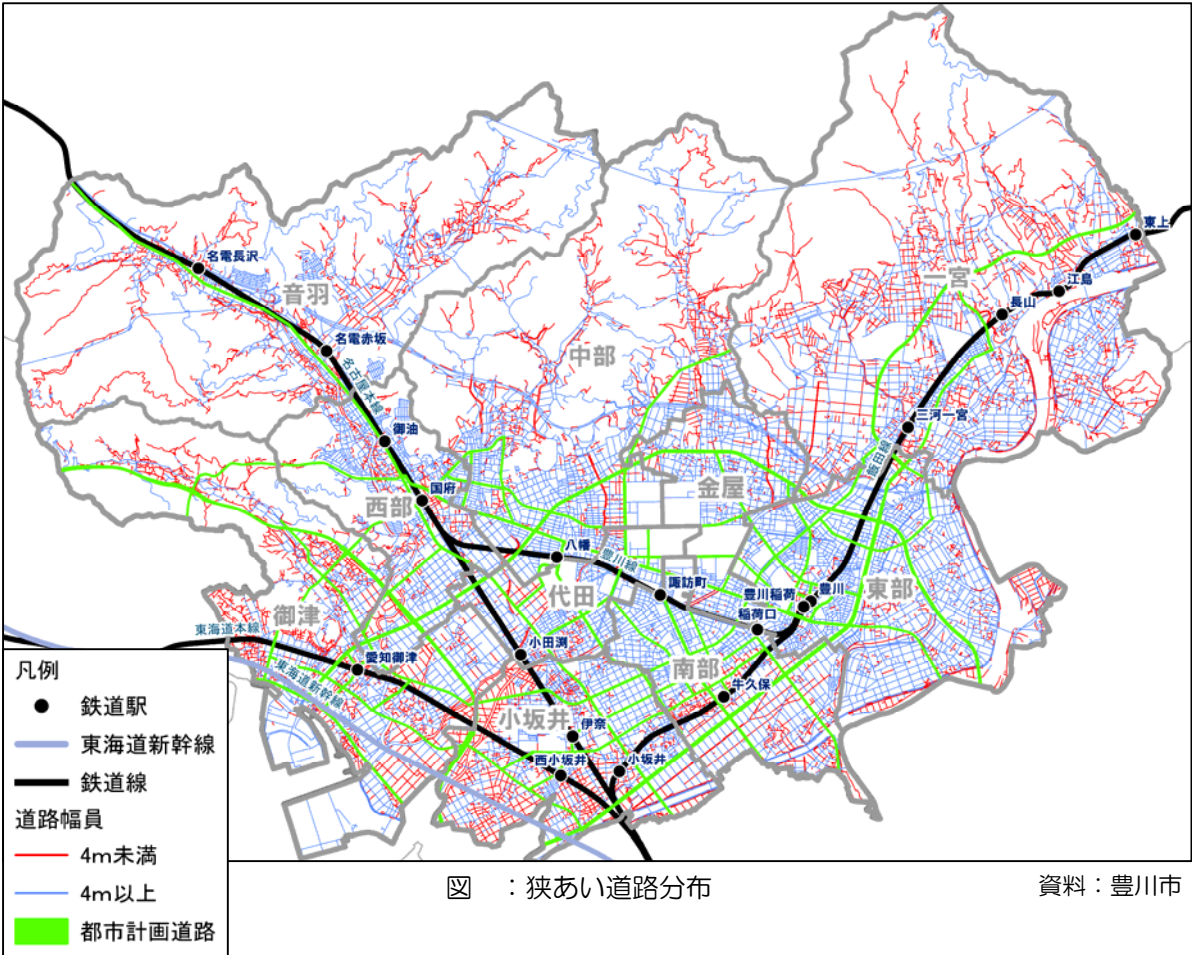 東上
江島
一宮
長山
名電長沢
音羽
名電赤坂
名古屋本線
中部
御油
三河一宮
飯田線
金屋
国府
西部
八幡
豊川線
諏訪町
代田
豊川稲荷
豊川
東部
稲荷口
御津
東海道本線
小田渕
愛知御津
東海道新幹線
南部
牛久保
小坂井
伊奈
西小坂井
小坂井
凡例
鉄道駅
東海道新幹線
鉄道線
道路幅員
4m未満
4m以上
都市計画道路
図 :狭あい道路分布
資料:豊川市